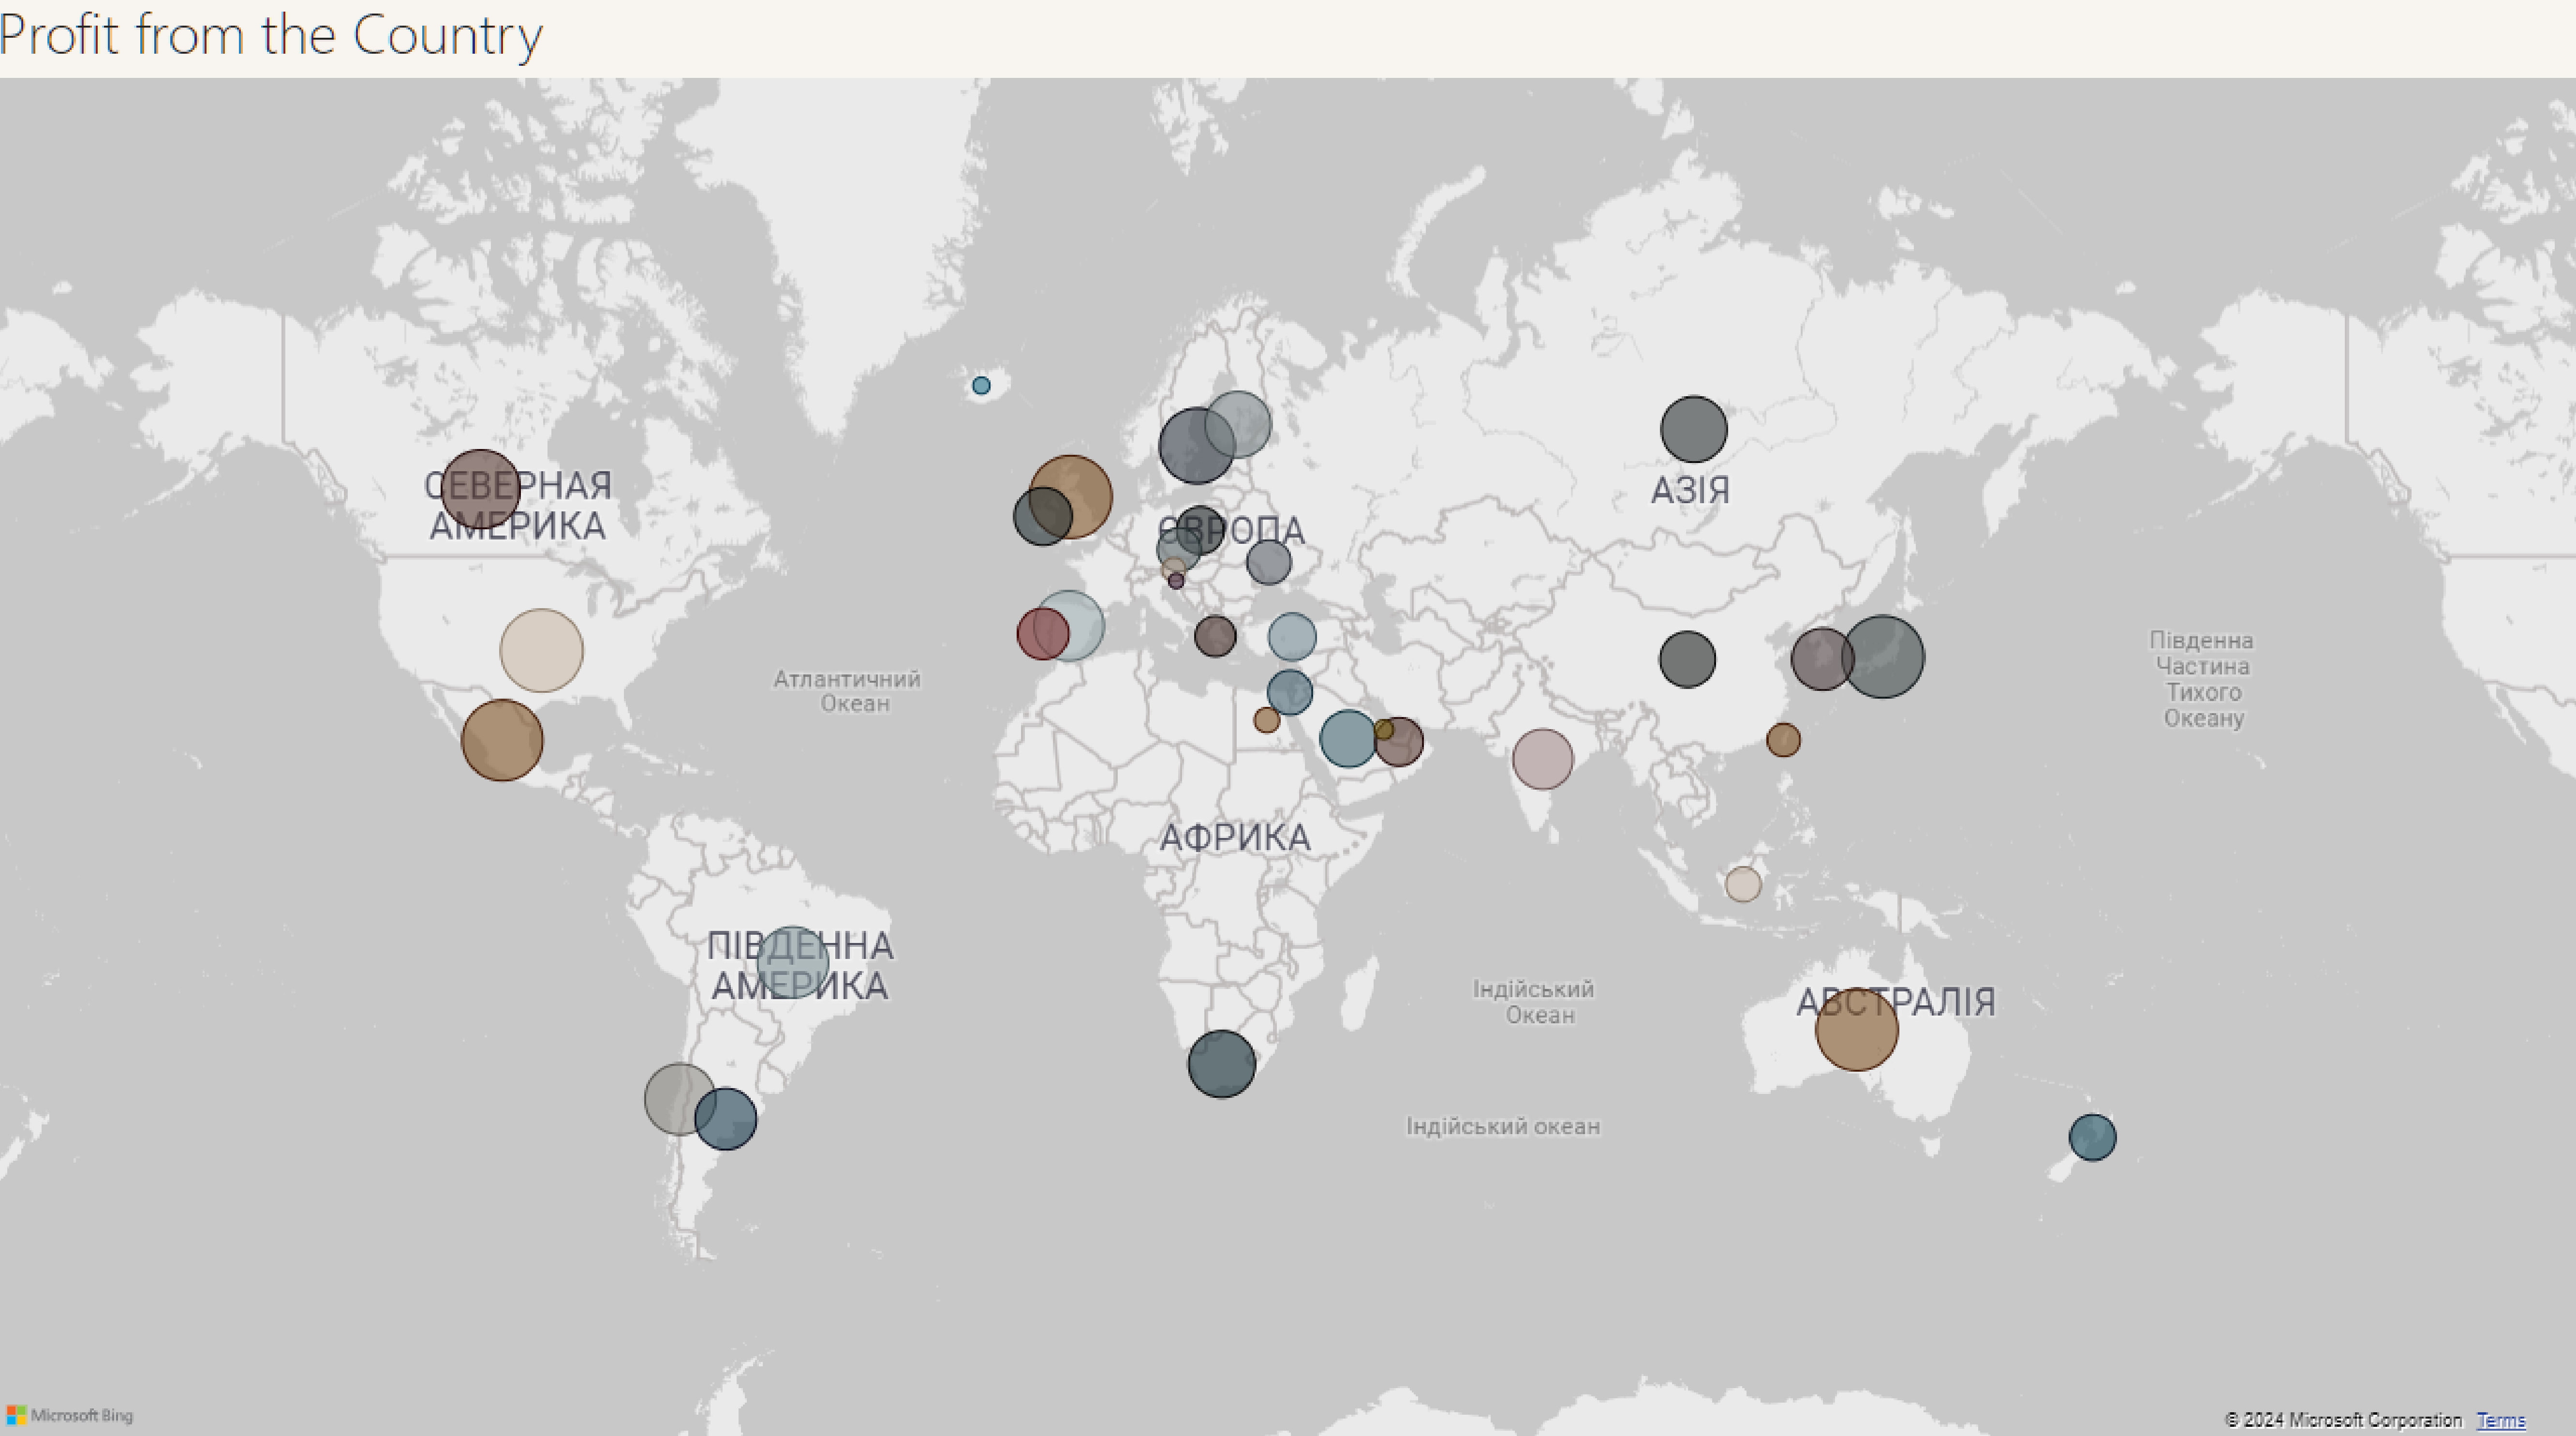 Profit from the Country
СЕВЕРНАЯ
АМЕРИКА
ЄВРОПА
АЗІЯ
Атлантичний
Океан
Південна
Частина
Тихого
Океану
АФРИКА
ПІВДЕННА
АМЕРИКА
Індійський
Океан
АВСТРАЛІЯ
Індійський океан
Microsoft Bing
© 2024 Microsoft Corporation Terms